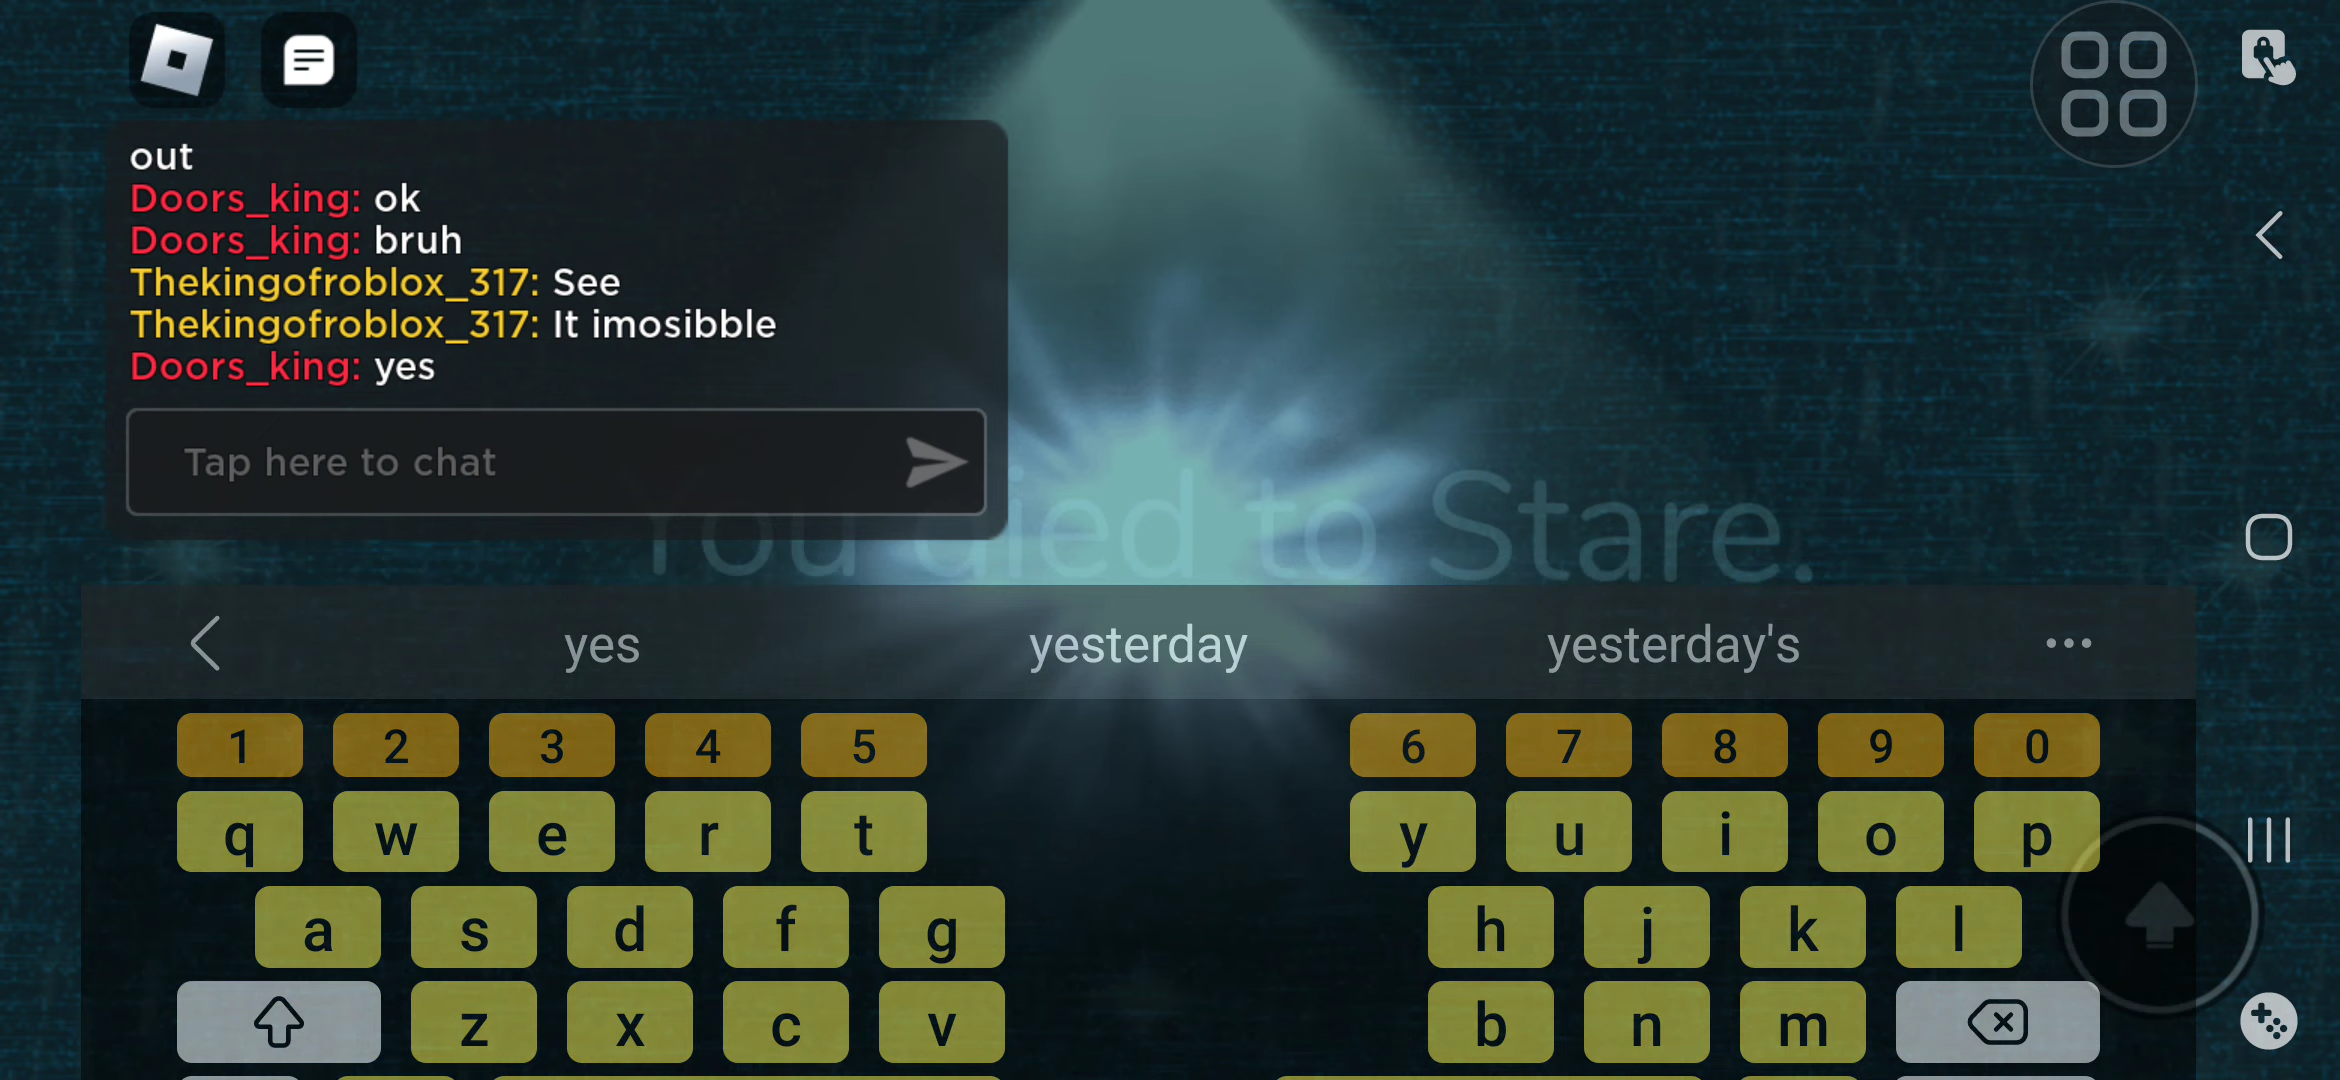 out
Doors_king: ok
Doors_king: bruh
Thekingofroblox_317: See
Thekingofroblox_317: It imosibble
Doors_king: yes
Tap here to chat
You died to Stare.
yes yesterday yesterday's
1 2 3 4 5 6 7 8 9 0
q w e r t y u i o p
a s d f g h j k l
z x c v b n m